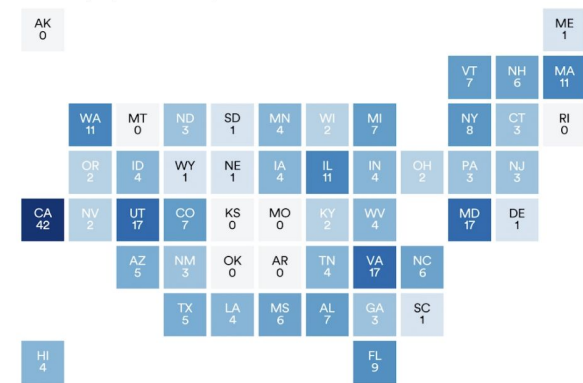 AK
0
ME
1
VT
7
NH
6
MA
11
WA
11
MT
0
ND
3
SD
1
MN
4
WI
2
MI
7
NY
8
CT
3
RI
0
OR
2
ID
4
WY
1
NE
1
IA
4
IL
11
IN
4
OH
2
PA
3
NJ
3
CA
42
NV
2
UT
17
CO
7
KS
0
MO
0
KY
2
WV
4
MD
17
DE
1
AZ
5
NM
3
OK
0
AR
0
TN
4
VA
17
NC
6
TX
5
LA
4
MS
6
AL
7
GA
3
SC
1
HI
4
FL
9